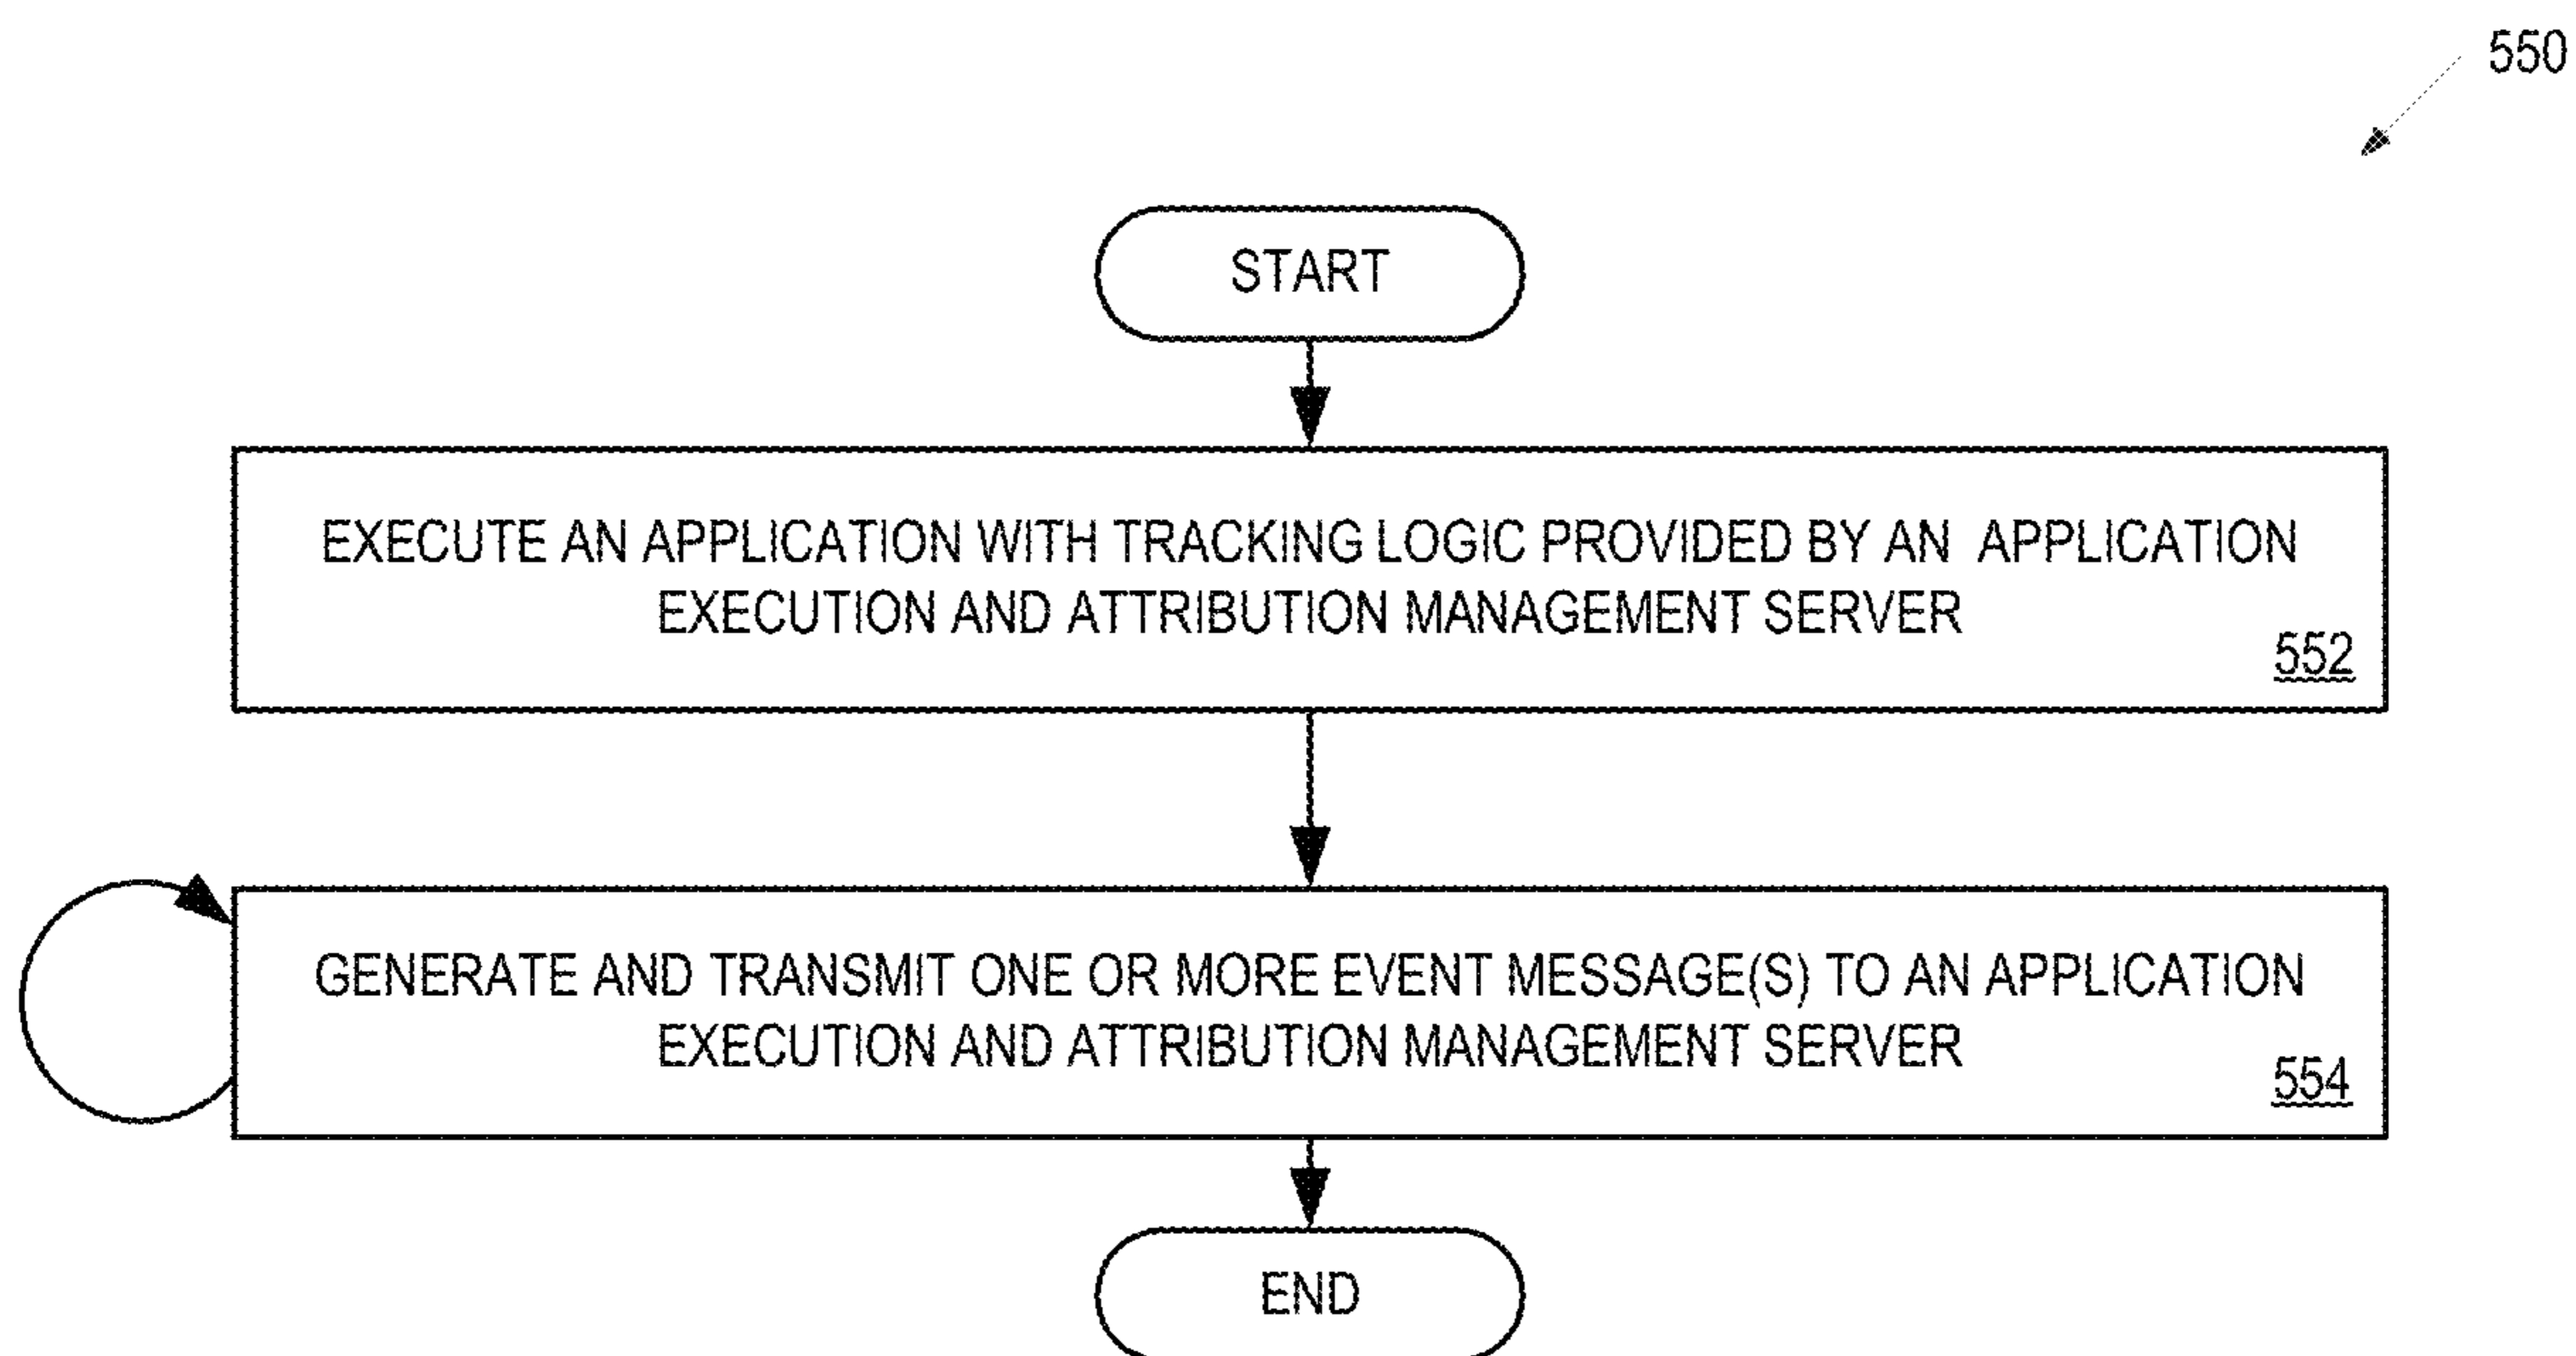 550
START
EXECUTE AN APPLICATION WITH TRACKING LOGIC PROVIDED BY AN APPLICATION
EXECUTION AND ATTRIBUTION MANAGEMENT SERVER
552
GENERATE AND TRANSMIT ONE OR MORE EVENT MESSAGE(S) TO AN APPLICATION
EXECUTION AND ATTRIBUTION MANAGEMENT SERVER
554
END